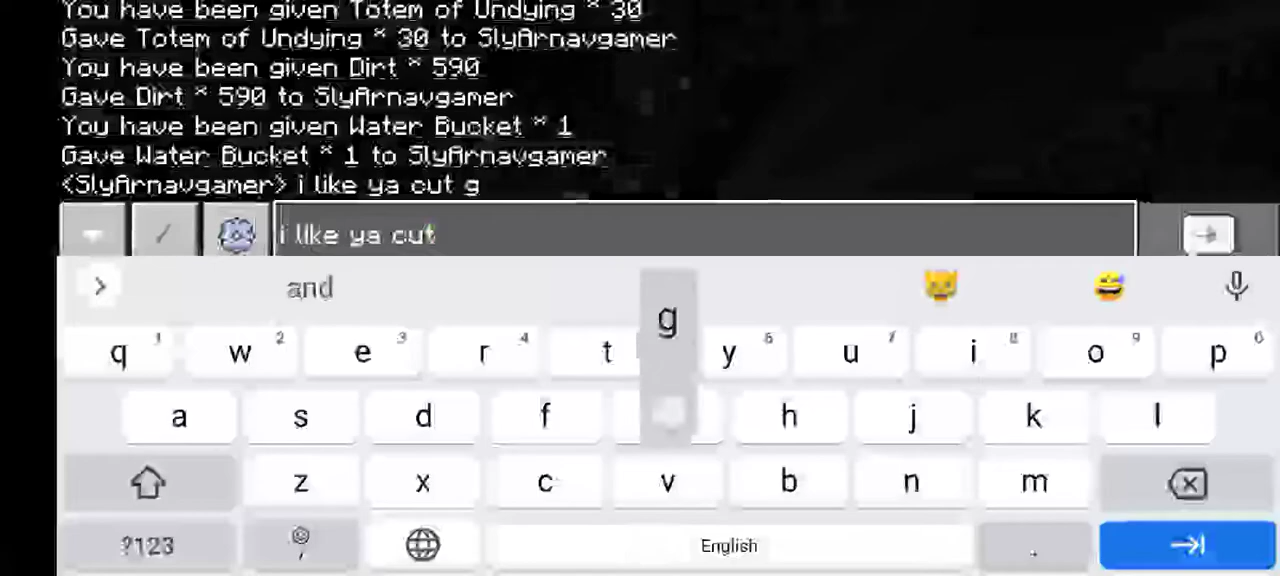 You have been given Totem of Undying * 30
Gave Totem of Undying * 30 to SlyArnavgamer
You have been given Dirt * 590
Gave Dirt * 590 to SlyArnavgamer
You have been given Water Bucket * 1
Gave Water Bucket * 1 to SlyArnavgamer
<SlyArnavgamer> i like ya cut g
i like ya cut
and
g
q 1 w 2 e 3 r 4 t y 6 u 7 i 8 o 9 p 0
a s d f h j k l
z x c v b n m
?123 , English .